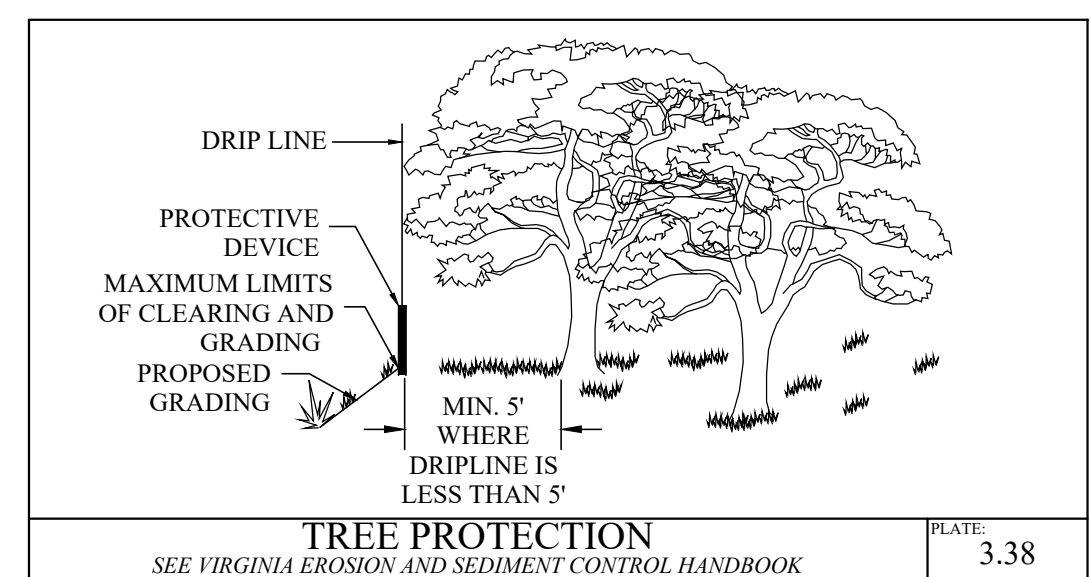 DRIP LINE
PROTECTIVE
DEVICE
MAXIMUM LIMITS
OF CLEARING AND
GRADING
PROPOSED
GRADING
MIN. 5'
WHERE
DRIPLINE IS
LESS THAN 5'
TREE PROTECTION
SEE VIRGINIA EROSION AND SEDIMENT CONTROL HANDBOOK
PLATE:
3.38